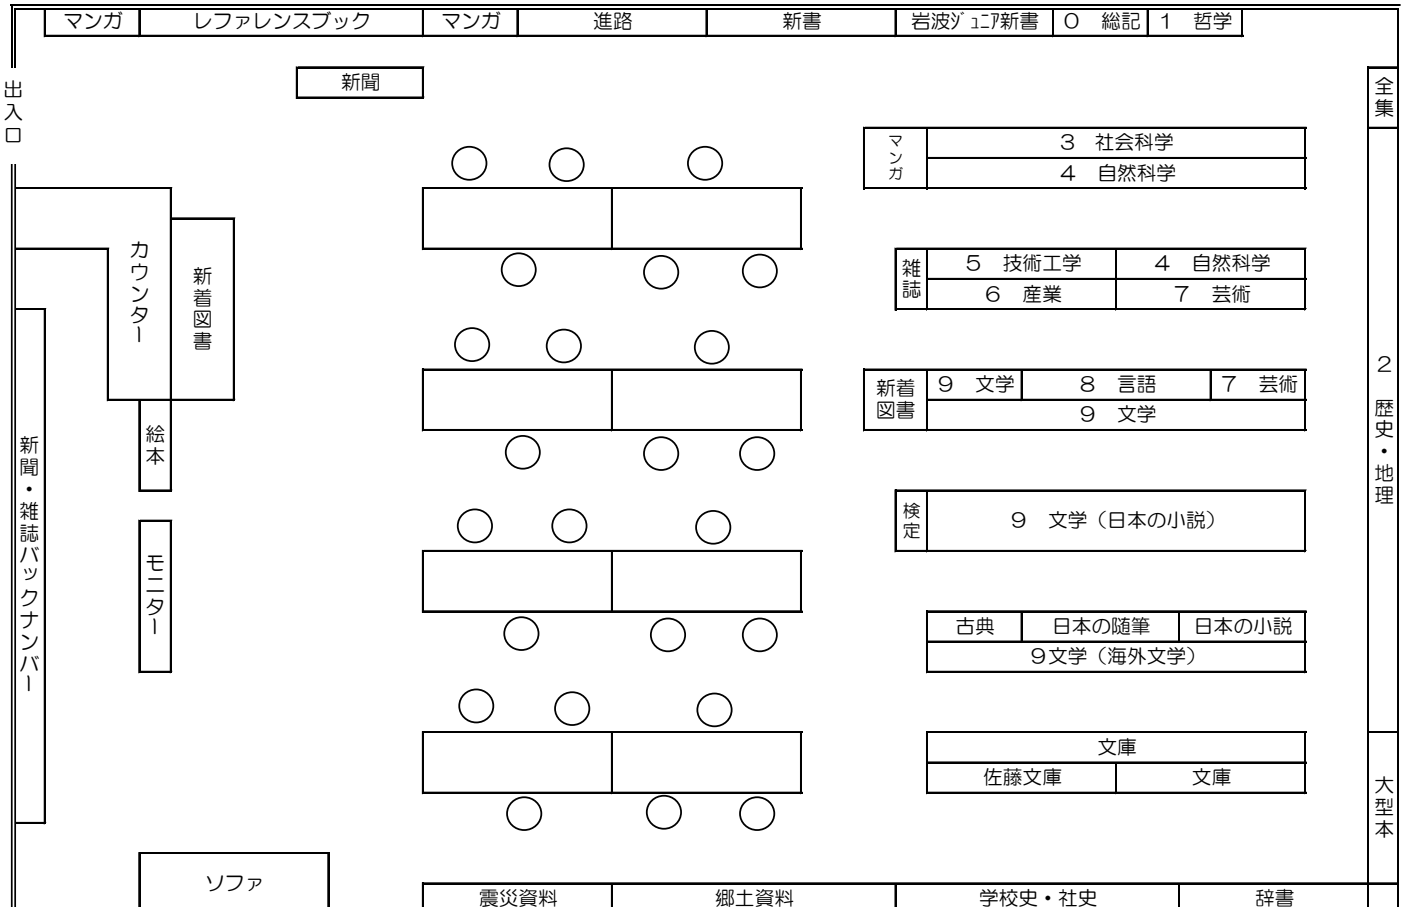 マンガ レファレンスブック マンガ 進路 新書 岩波ジュニア新書 0 総記 1 哲学
新聞
出入口
全集
マンガ
3 社会科学
4 自然科学
カウンター
新着図書
雑誌
5 技術工学 4 自然科学
6 産業 7 芸術
2 歴史・地理
新着図書
9 文学 8 言語 7 芸術
9 文学
絵本
新聞・雑誌バックナンバー
検定
9 文学（日本の小説）
モニター
古典 日本の随筆 日本の小説
9文学（海外文学）
文庫
佐藤文庫 文庫
大型本
ソファ
震災資料 郷土資料 学校史・社史 辞書